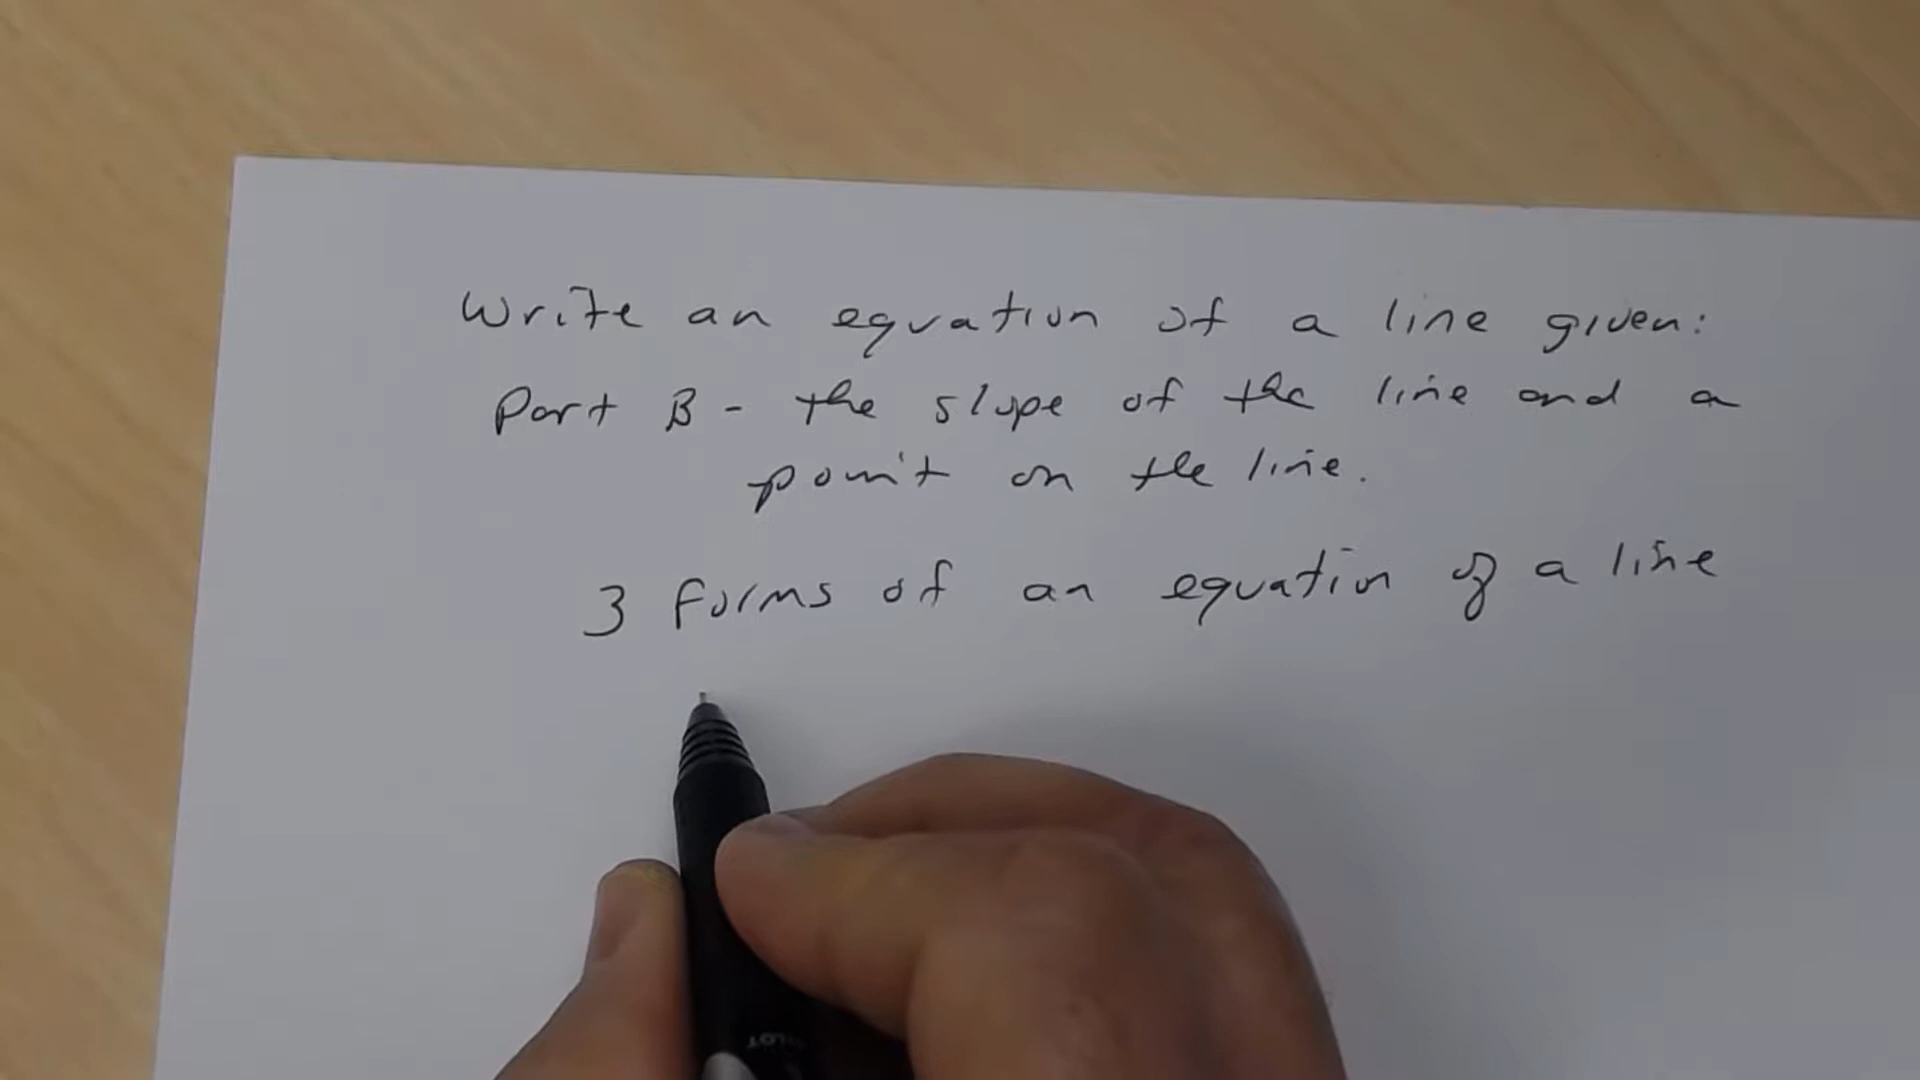 Write an equation of a line given:
Part B - the slope of the line and a
point on the line.
3 forms of an equation of a line